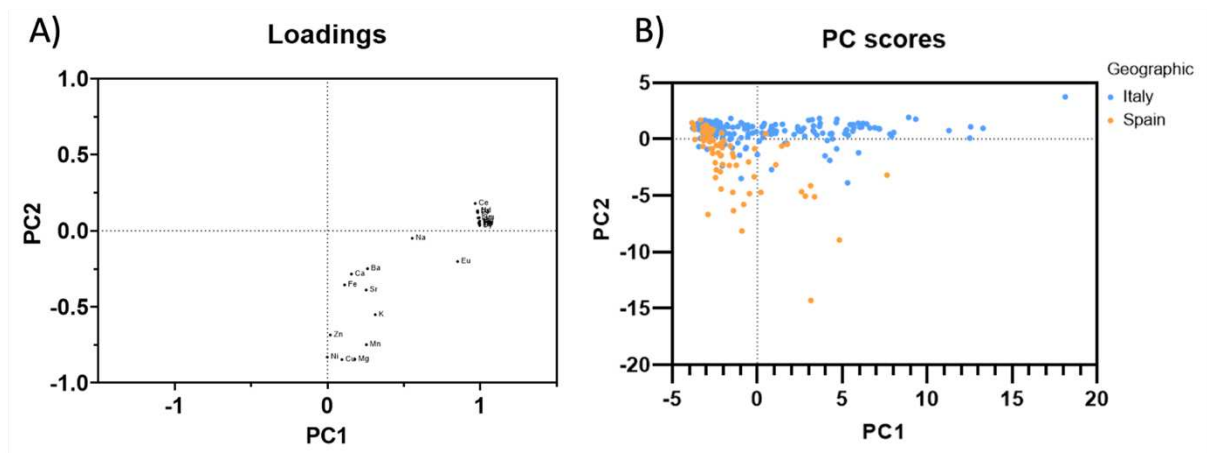 A)
Loadings
PC2
1.0
0.5
0.0
-0.5
-1.0
Ce
Na
Eu
Ba
Ca
Fe
Sr
K
Zn
Mn
Ni
Cu
Mg
-1
0
1
PC1
B)
PC scores
PC2
5
0
-5
-10
-15
-20
-5
0
5
10
15
20
PC1
Geographic
Italy
Spain